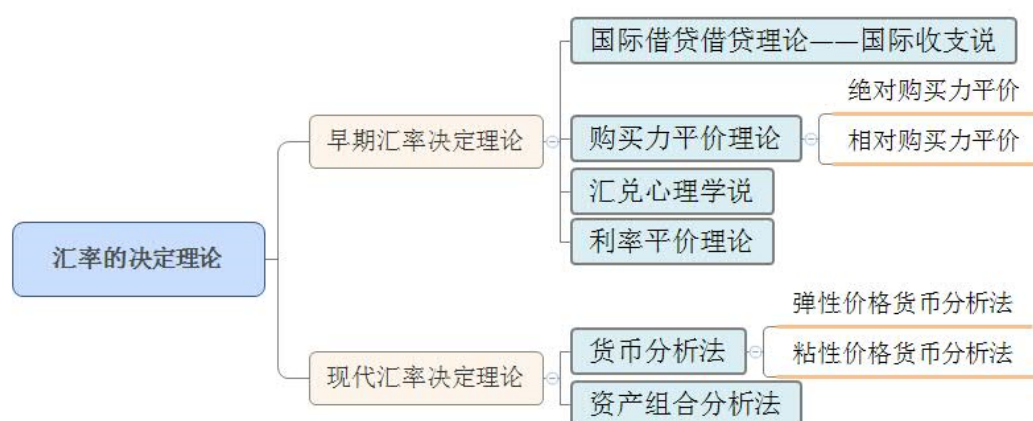 汇率的决定理论
早期汇率决定理论
国际借贷借贷理论——国际收支说
购买力平价理论
绝对购买力平价
相对购买力平价
汇兑心理学说
利率平价理论
现代汇率决定理论
货币分析法
弹性价格货币分析法
粘性价格货币分析法
资产组合分析法